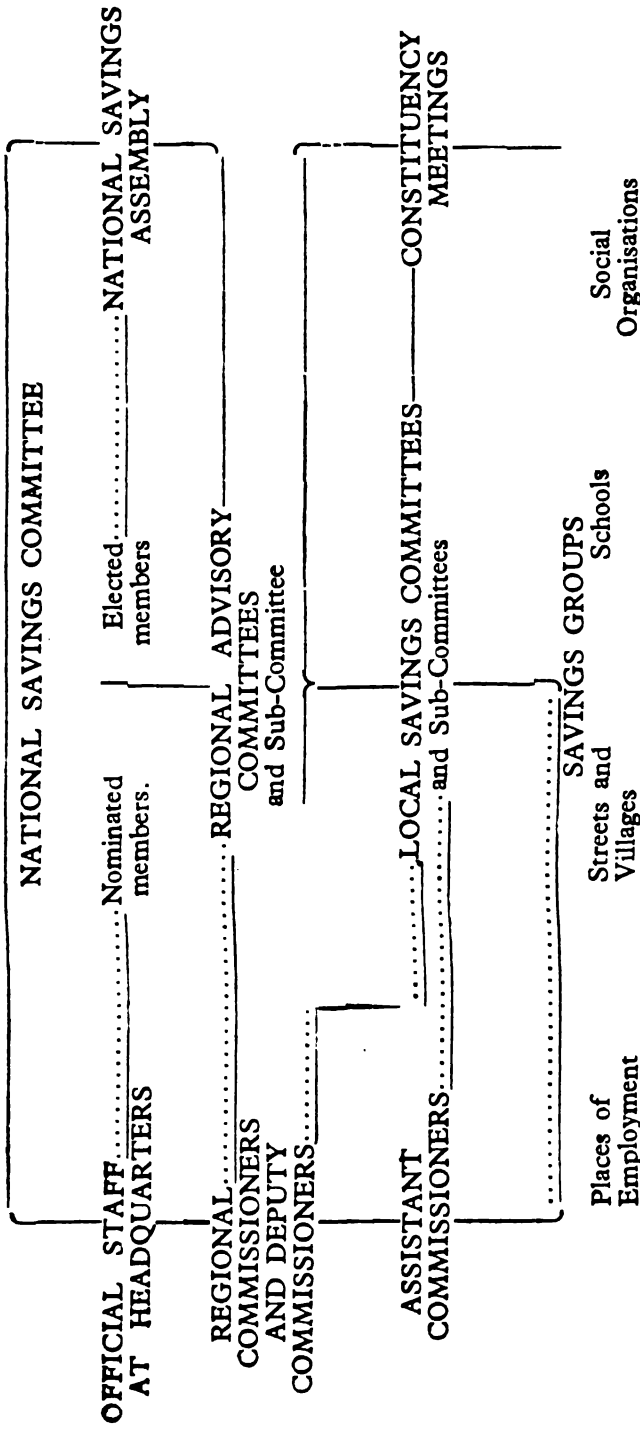 NATIONAL SAVINGS COMMITTEE
OFFICIAL STAFF
AT HEADQUARTERS
Nominated
members.
Elected
members
NATIONAL SAVINGS
ASSEMBLY
REGIONAL
COMMISSIONERS
AND DEPUTY
COMMISSIONERS
REGIONAL ADVISORY
COMMITTEES
and Sub-Committee
ASSISTANT
COMMISSIONERS
LOCAL SAVINGS COMMITTEES
and Sub-Committees
CONSTITUENCY
MEETINGS
SAVINGS GROUPS
Places of
Employment
Streets and
Villages
Schools
Social
Organisations